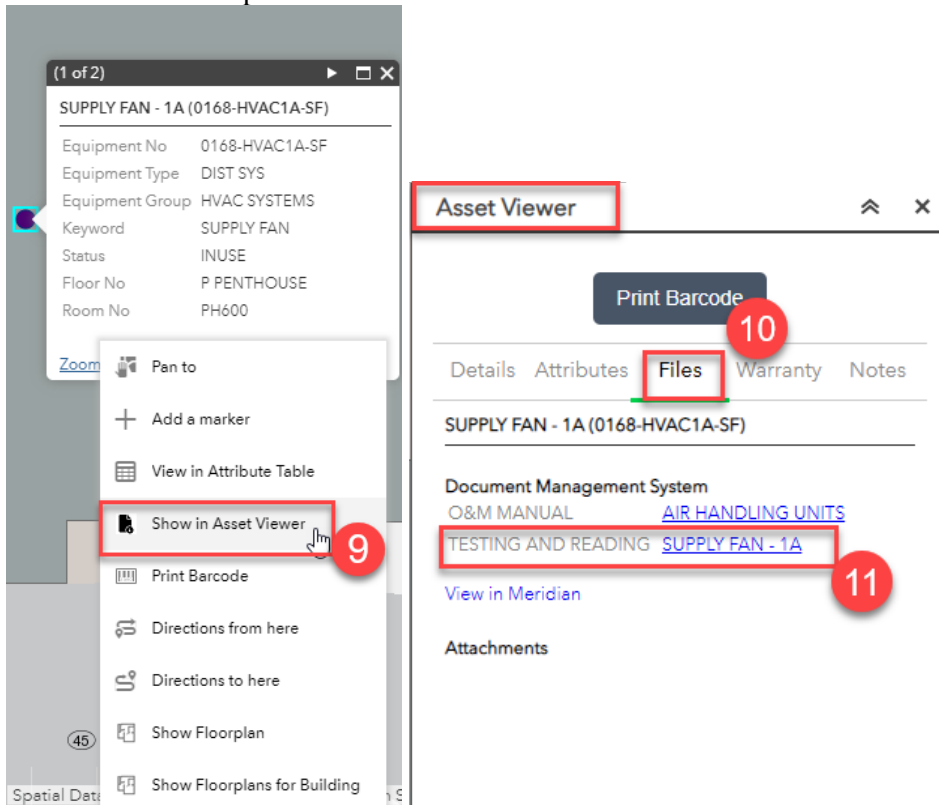 (1 of 2)
SUPPLY FAN - 1A (0168-HVAC1A-SF)
Equipment No 0168-HVAC1A-SF
Equipment Type DIST SYS
Equipment Group HVAC SYSTEMS
Keyword SUPPLY FAN
Status INUSE
Floor No P PENTHOUSE
Room No PH600
Zoom
Pan to
Add a marker
View in Attribute Table
Show in Asset Viewer
9
Print Barcode
Directions from here
Directions to here
Show Floorplan
Show Floorplans for Building
45
Spatial Data
Asset Viewer
Print Barcode
10
Details Attributes Files Warranty Notes
SUPPLY FAN - 1A (0168-HVAC1A-SF)
Document Management System
O&M MANUAL AIR HANDLING UNITS
TESTING AND READING SUPPLY FAN - 1A
11
View in Meridian
Attachments